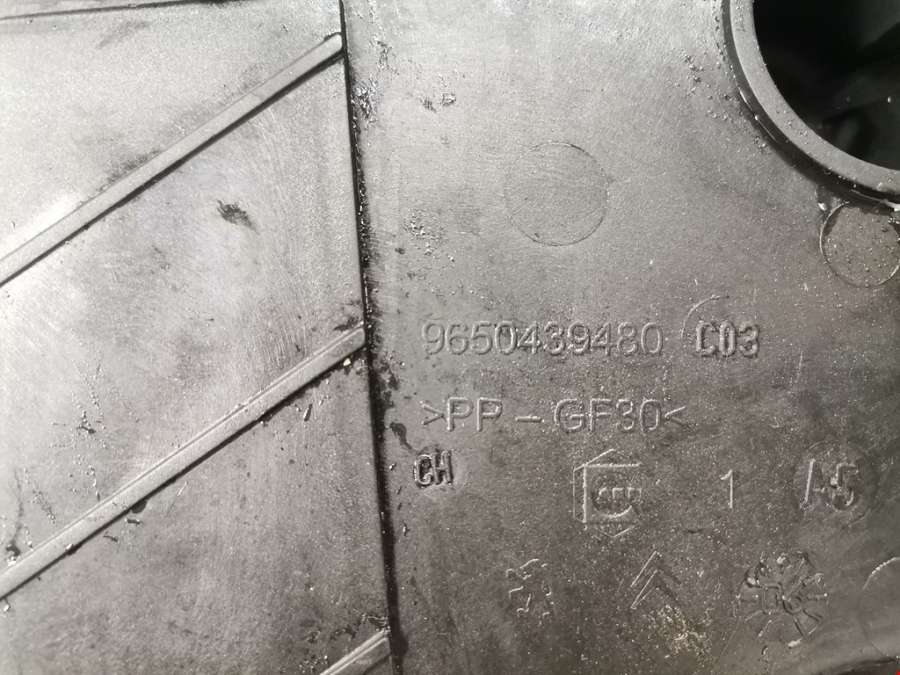 9650439480 C03
>PP-GF30<
CH
1 A5